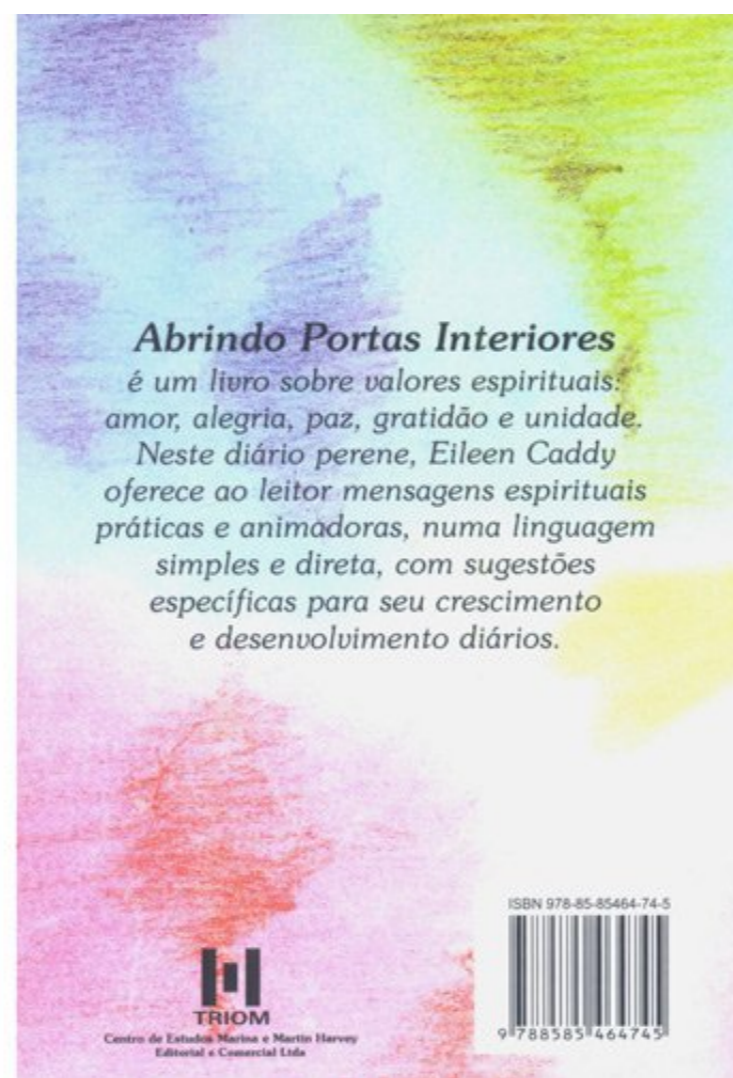 Abrindo Portas Interiores
é um livro sobre valores espirituais:
amor, alegria, paz, gratidão e unidade.
Neste diário perene, Eileen Caddy
oferece ao leitor mensagens espirituais
práticas e animadoras, numa linguagem
simples e direta, com sugestões
específicas para seu crescimento
e desenvolvimento diários.
ISBN 978-85-85464-74-5
9 788585 464745
TRIOM
Centro de Estudos Marina e Martin Harvey
Editorial e Comercial Ltda